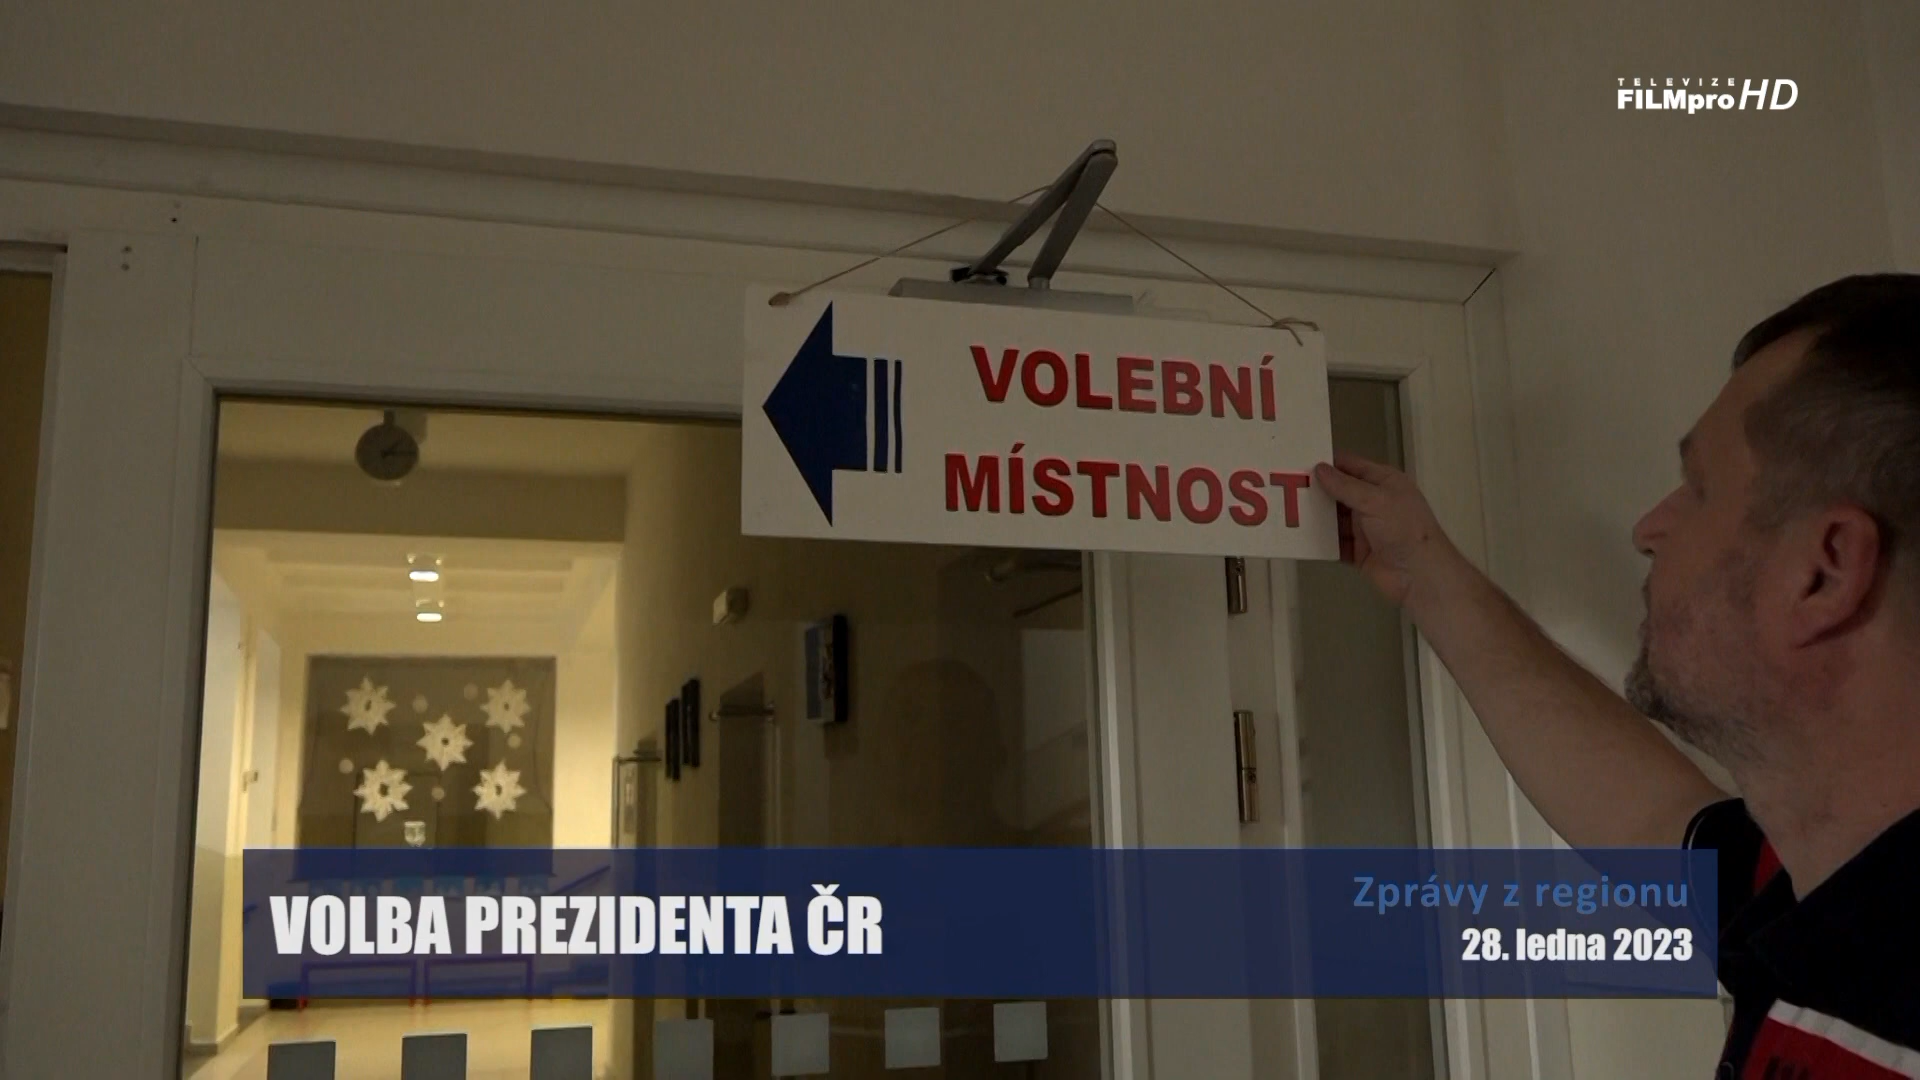 TELEVIZE
FILMpro HD
VOLEBNÍ
MÍSTNOST
VOLBA PREZIDENTA ČR
Zprávy z regionu
28. ledna 2023